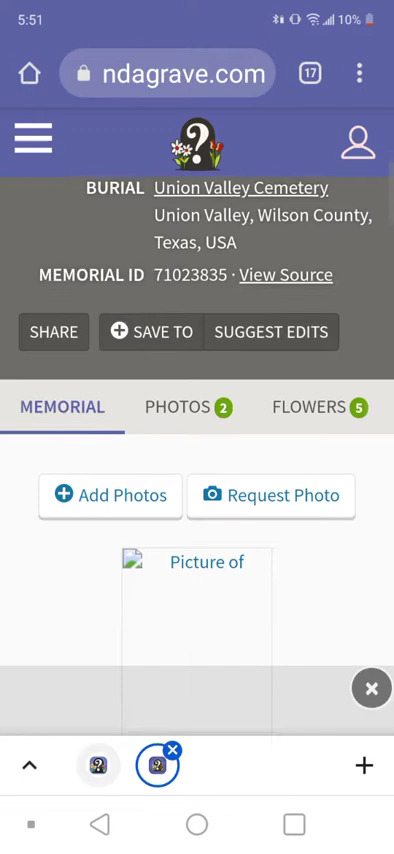 5:51
10%
ndagrave.com
17
?
BURIAL Union Valley Cemetery
Union Valley, Wilson County,
Texas, USA
MEMORIAL ID 71023835 · View Source
SHARE
SAVE TO
SUGGEST EDITS
MEMORIAL
PHOTOS 2
FLOWERS 5
Add Photos
Request Photo
Picture of